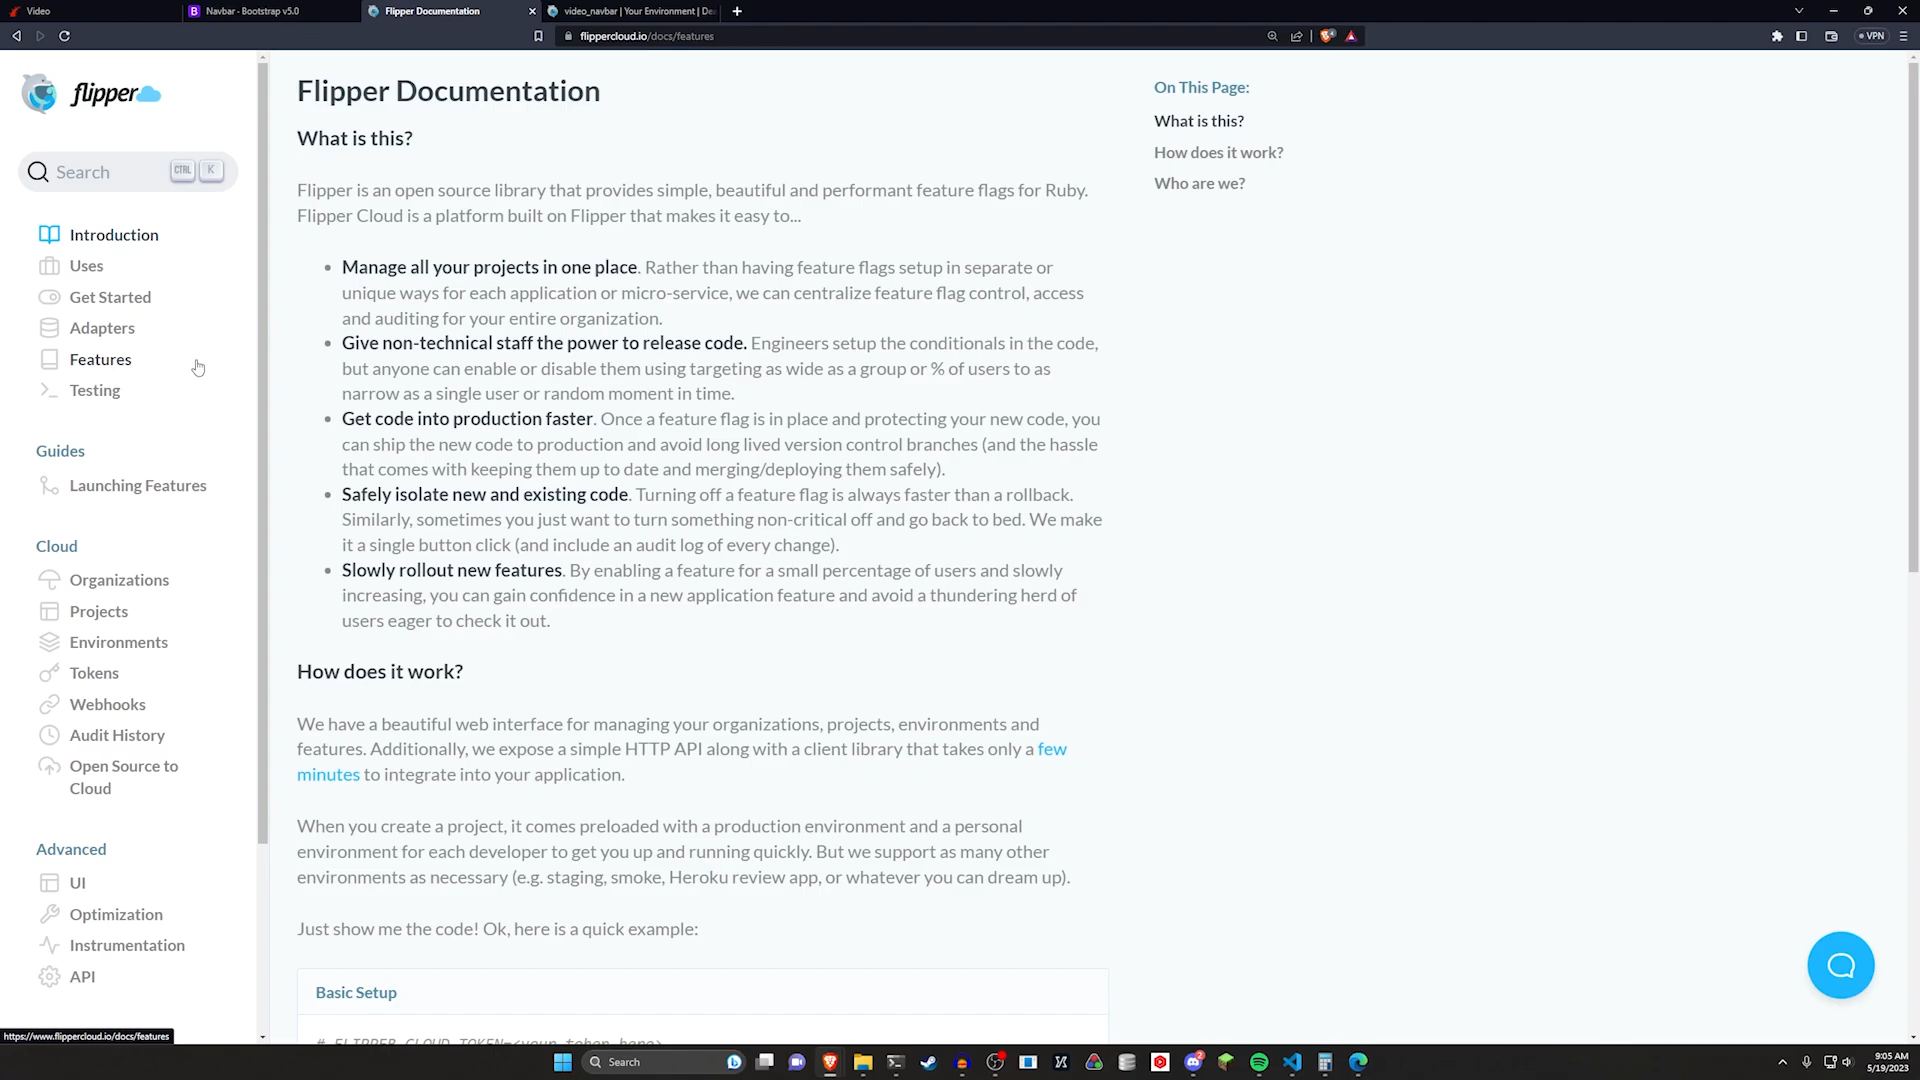 Video
Navbar - Bootstrap v5.0
Flipper Documentation
video_navbar | Your Environment | De
flippercloud.io/docs/features
VPN
flipper
Search
CTRL
K
Introduction
Uses
Get Started
Adapters
Features
Testing
Guides
Launching Features
Cloud
Organizations
Projects
Environments
Tokens
Webhooks
Audit History
Open Source to
Cloud
Advanced
UI
Optimization
Instrumentation
API
https://www.flippercloud.io/docs/features
Flipper Documentation
What is this?
Flipper is an open source library that provides simple, beautiful and performant feature flags for Ruby.
Flipper Cloud is a platform built on Flipper that makes it easy to...
• Manage all your projects in one place. Rather than having feature flags setup in separate or
unique ways for each application or micro-service, we can centralize feature flag control, access
and auditing for your entire organization.
• Give non-technical staff the power to release code. Engineers setup the conditionals in the code,
but anyone can enable or disable them using targeting as wide as a group or % of users to as
narrow as a single user or random moment in time.
• Get code into production faster. Once a feature flag is in place and protecting your new code, you
can ship the new code to production and avoid long lived version control branches (and the hassle
that comes with keeping them up to date and merging/deploying them safely).
• Safely isolate new and existing code. Turning off a feature flag is always faster than a rollback.
Similarly, sometimes you just want to turn something non-critical off and go back to bed. We make
it a single button click (and include an audit log of every change).
• Slowly rollout new features. By enabling a feature for a small percentage of users and slowly
increasing, you can gain confidence in a new application feature and avoid a thundering herd of
users eager to check it out.
How does it work?
We have a beautiful web interface for managing your organizations, projects, environments and
features. Additionally, we expose a simple HTTP API along with a client library that takes only a few
minutes to integrate into your application.
When you create a project, it comes preloaded with a production environment and a personal
environment for each developer to get you up and running quickly. But we support as many other
environments as necessary (e.g. staging, smoke, Heroku review app, or whatever you can dream up).
Just show me the code! Ok, here is a quick example:
Basic Setup
# FLIPPER_CLOUD_TOKEN=<your token here>
On This Page:
What is this?
How does it work?
Who are we?
Search
9:05 AM
5/19/2023